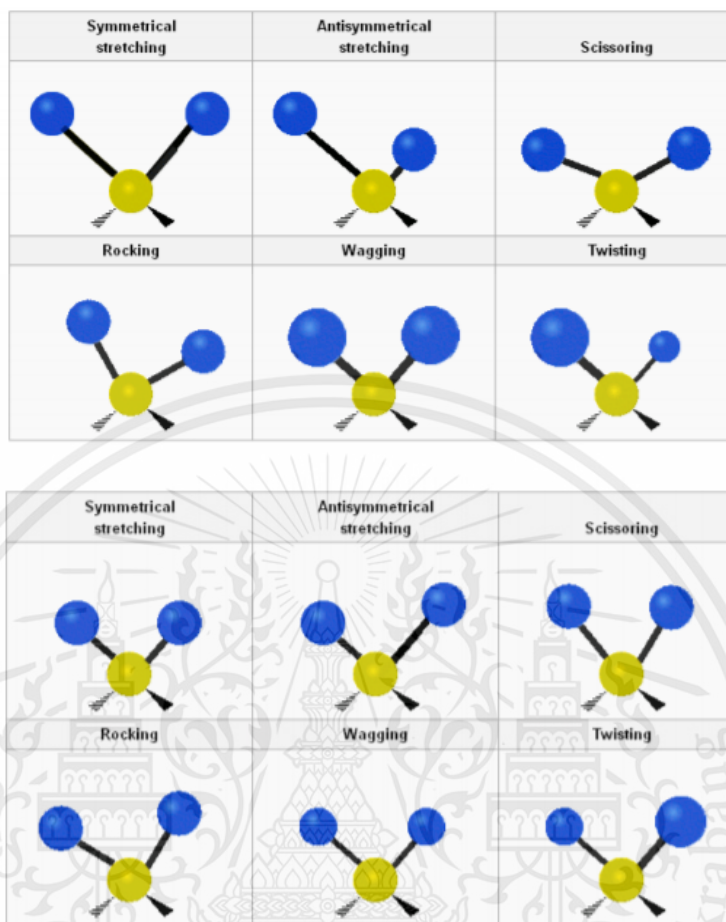 Symmetrical
stretching
Antisymmetrical
stretching
Scissoring
Rocking
Wagging
Twisting
Symmetrical
stretching
Antisymmetrical
stretching
Scissoring
Rocking
Wagging
Twisting